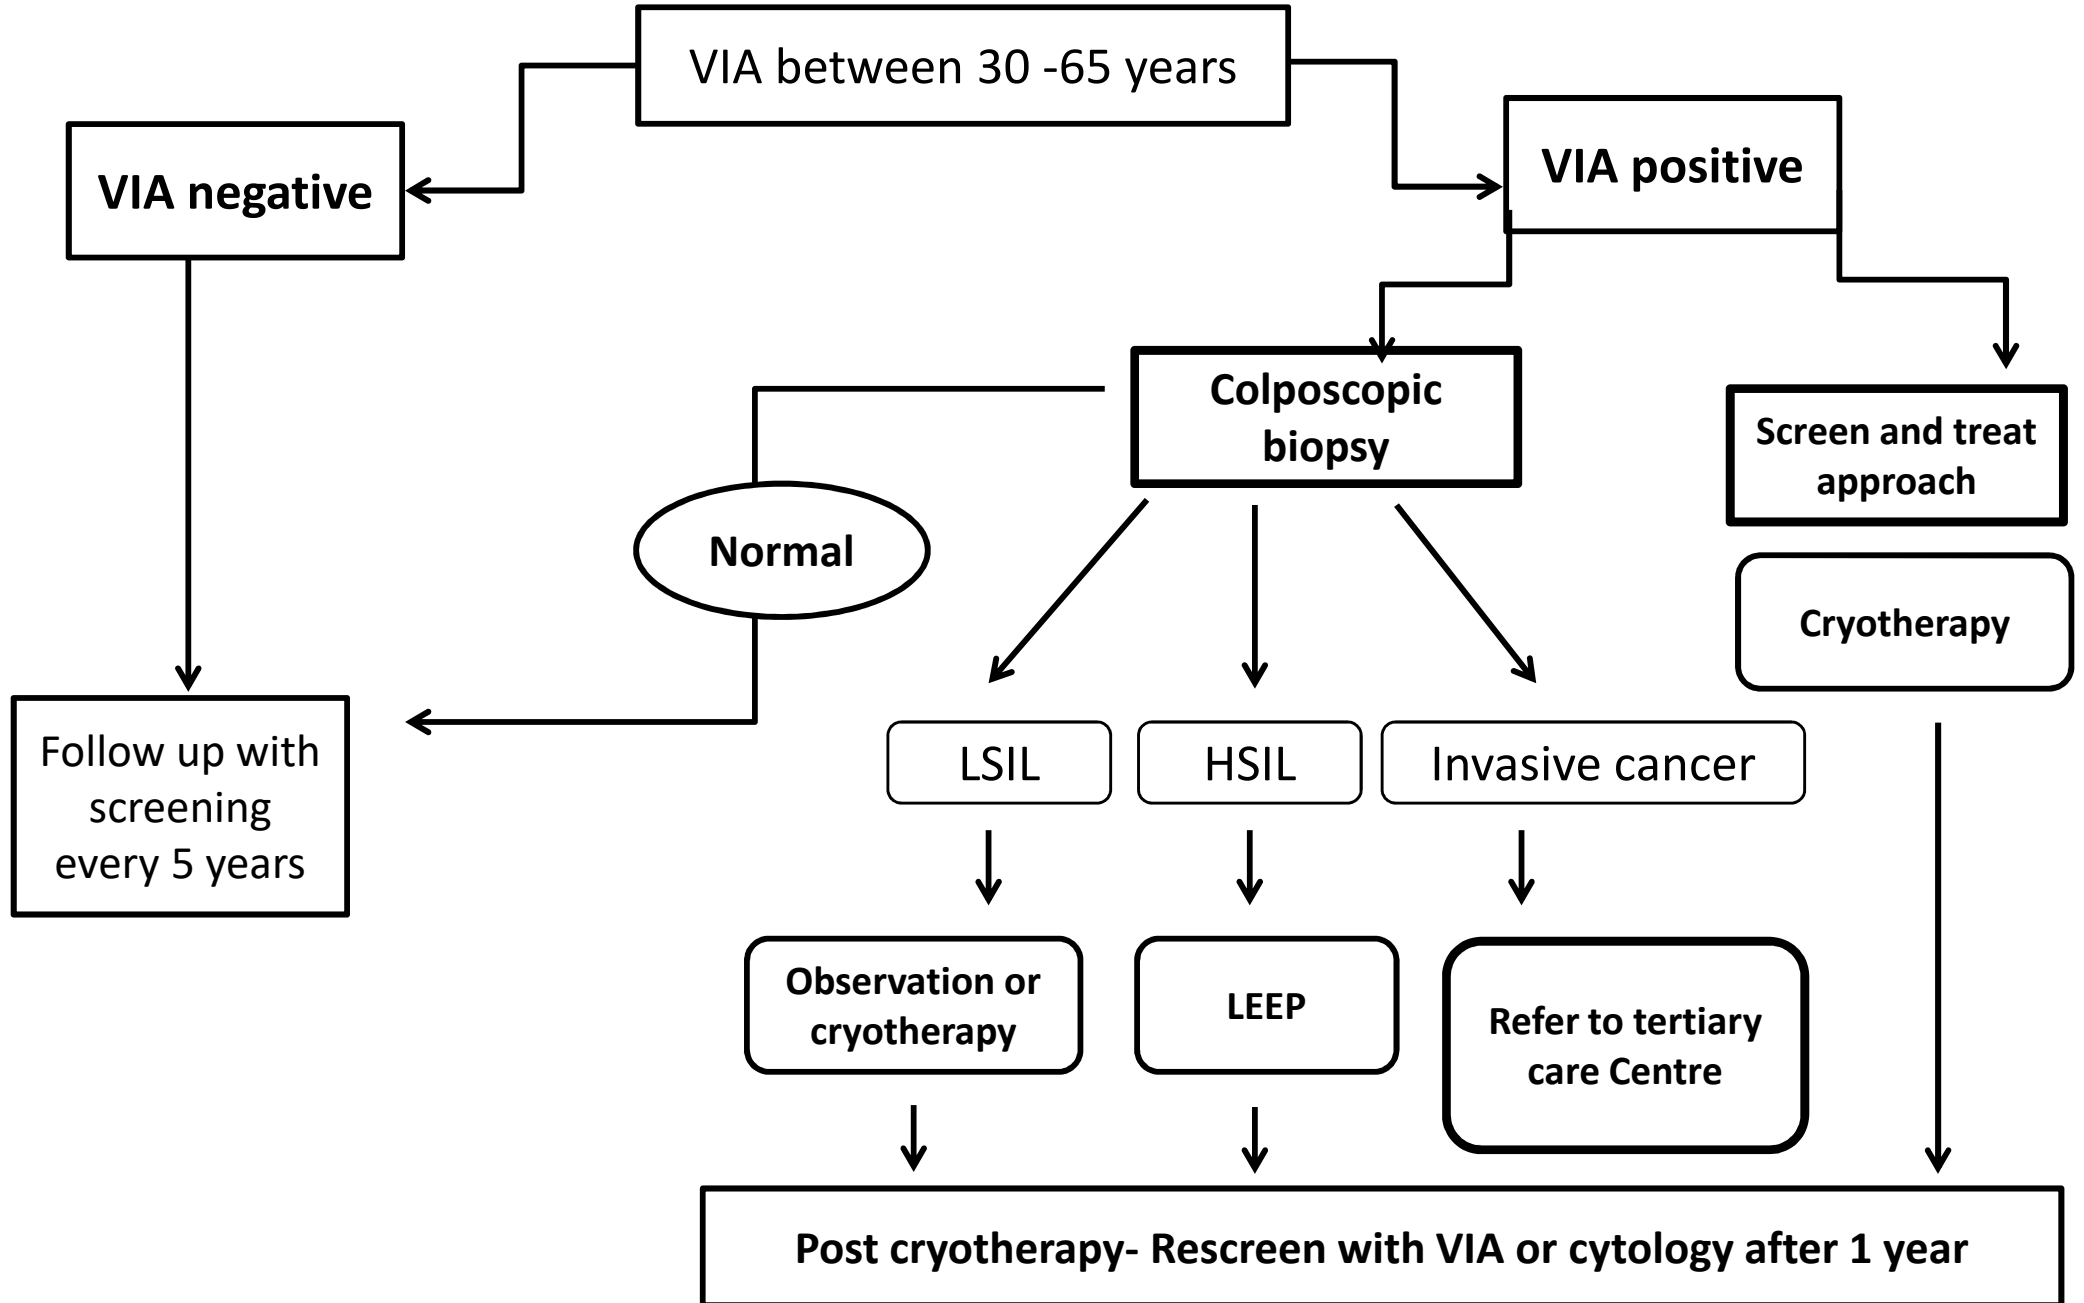 VIA between 30 -65 years
VIA negative
VIA positive
Colposcopic
biopsy
Screen and treat
approach
Normal
Cryotherapy
Follow up with
screening
every 5 years
LSIL
HSIL
Invasive cancer
Observation or
cryotherapy
LEEP
Refer to tertiary
care Centre
Post cryotherapy- Rescreen with VIA or cytology after 1 year